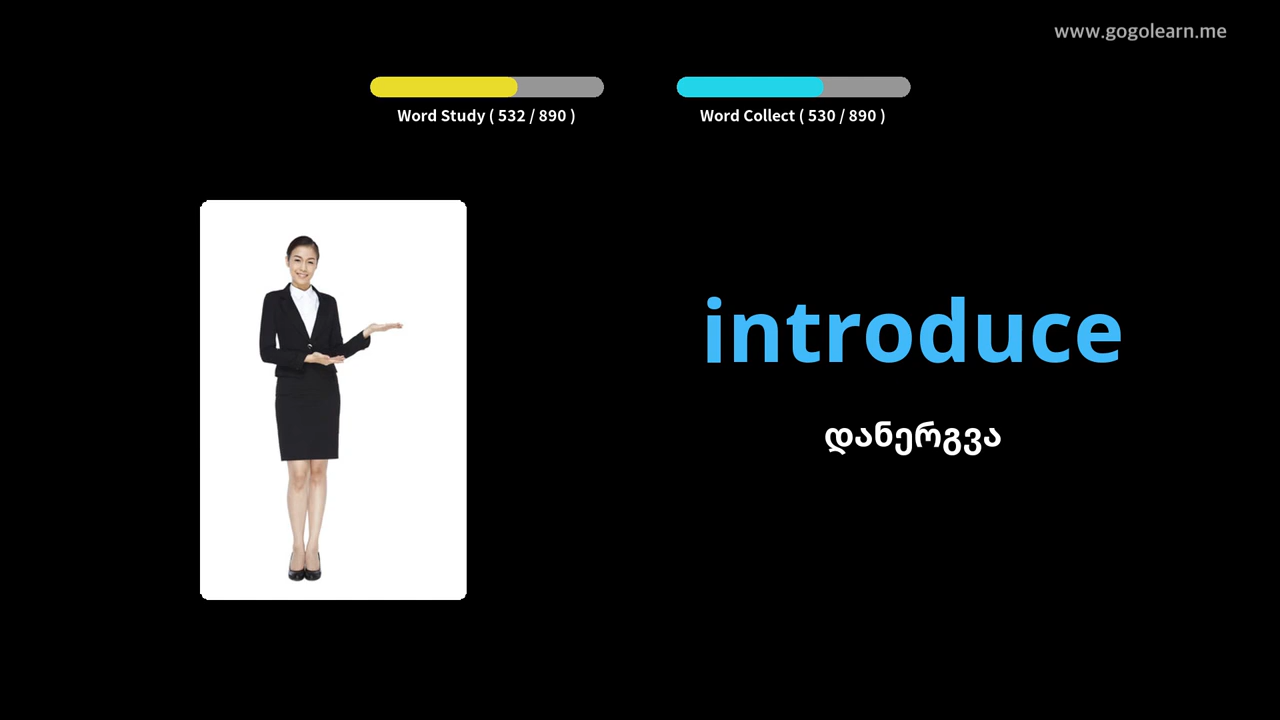 www.gogolearn.me
Word Study ( 532 / 890 )
Word Collect ( 530 / 890 )
introduce
დანერგვა